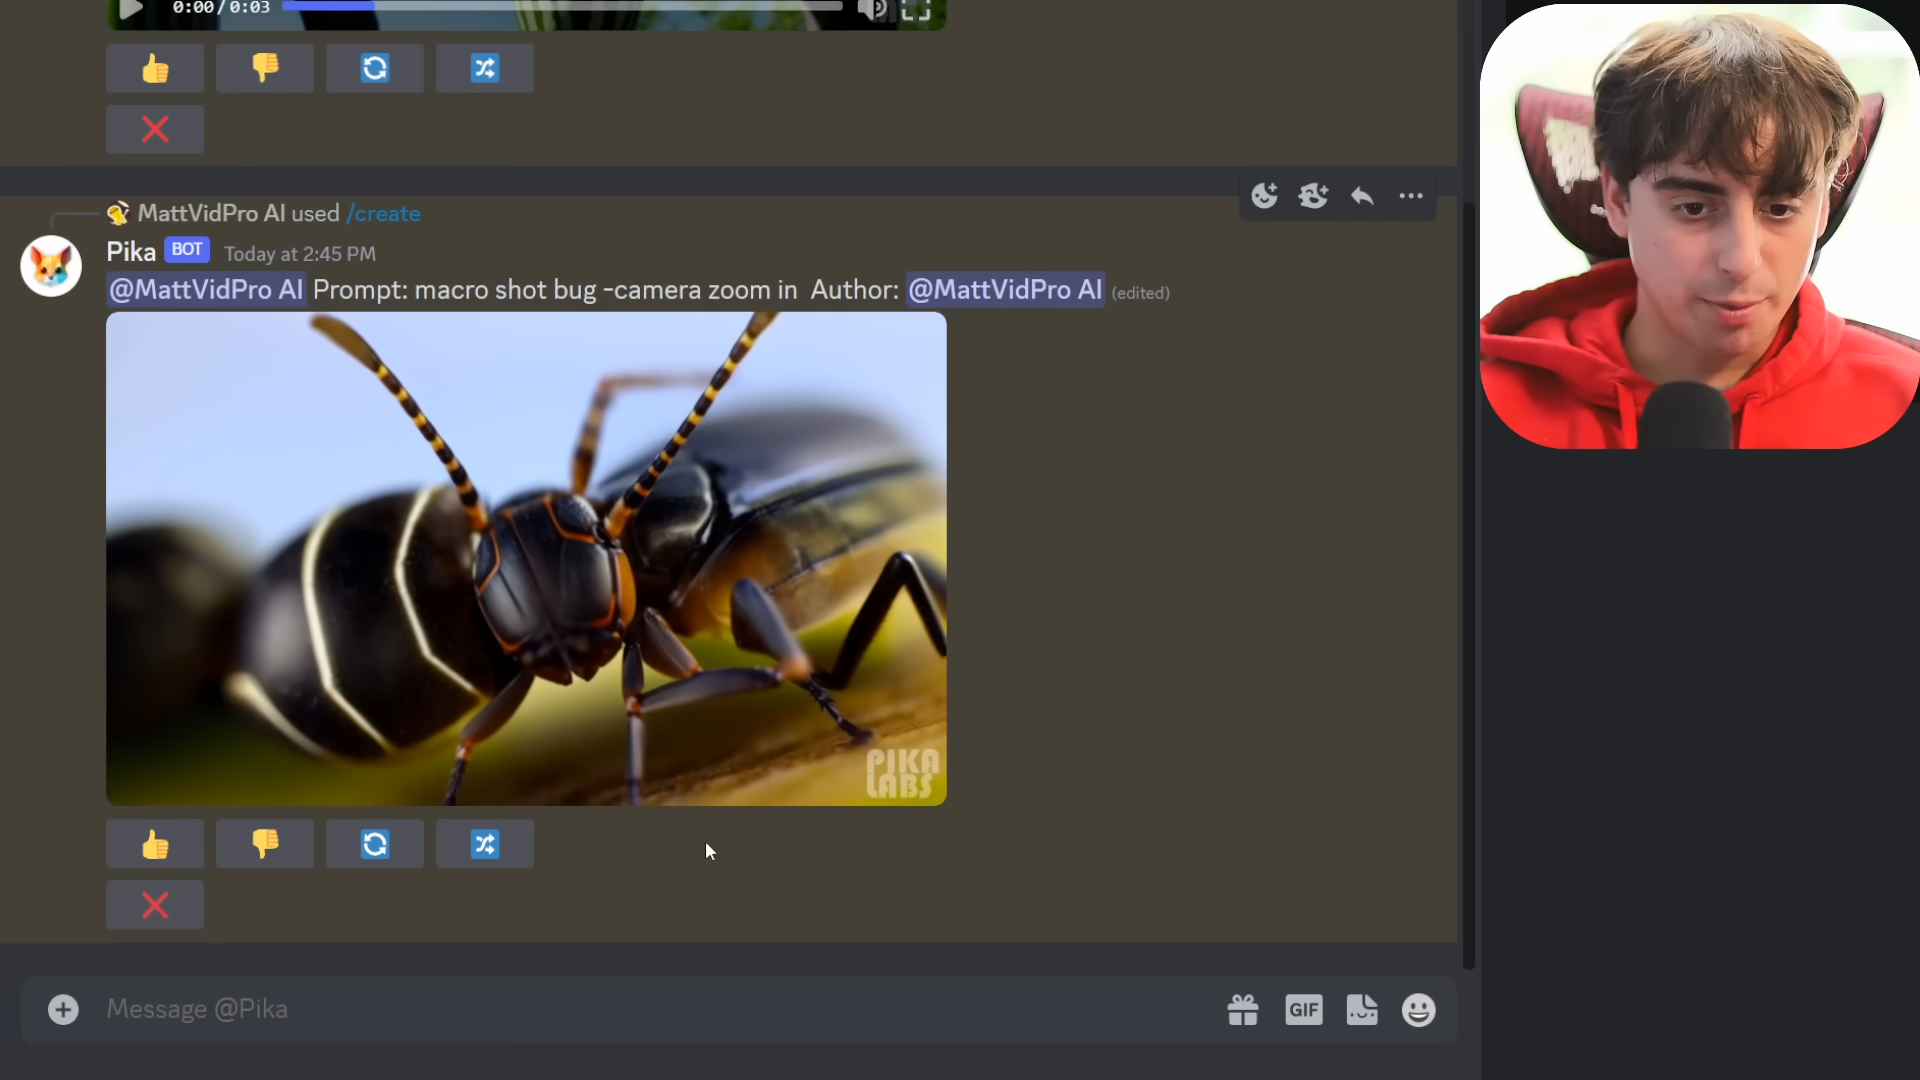 0:00/0:03
MattVidPro AI used /create
Pika BOT Today at 2:45 PM
@MattVidPro AI Prompt: macro shot bug -camera zoom in Author: @MattVidPro AI (edited)
PIKA
LABS
Message @Pika
GIF